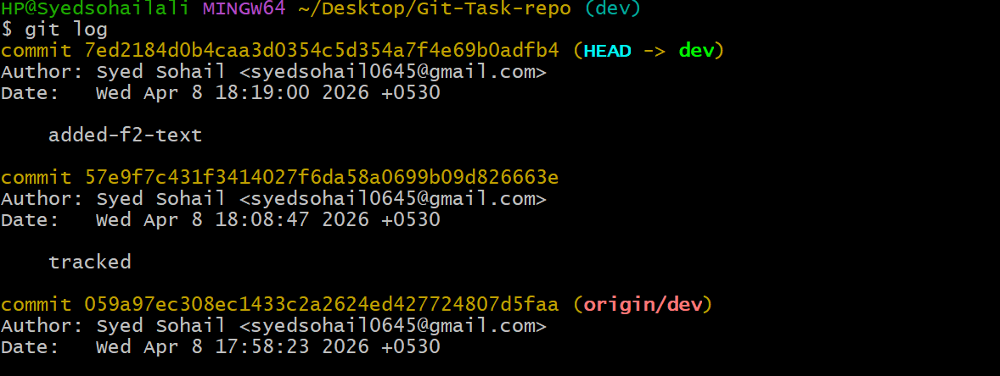 HP@Syedsohailali MINGW64 ~/Desktop/Git-Task-repo (dev)
$ git log
commit 7ed2184d0b4caa3d0354c5d354a7f4e69b0adfb4 (HEAD -> dev)
Author: Syed Sohail <syedsohail0645@gmail.com>
Date:   Wed Apr 8 18:19:00 2026 +0530

    added-f2-text

commit 57e9f7c431f3414027f6da58a0699b09d826663e
Author: Syed Sohail <syedsohail0645@gmail.com>
Date:   Wed Apr 8 18:08:47 2026 +0530

    tracked

commit 059a97ec308ec1433c2a2624ed427724807d5faa (origin/dev)
Author: Syed Sohail <syedsohail0645@gmail.com>
Date:   Wed Apr 8 17:58:23 2026 +0530